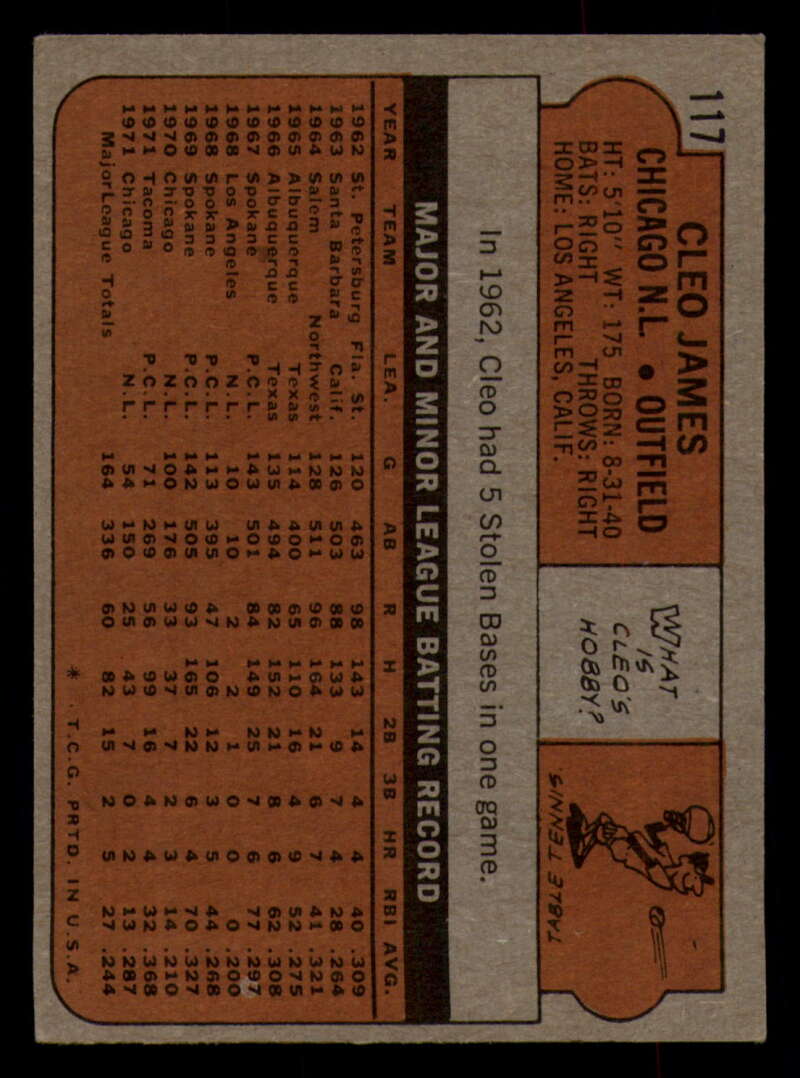 117
CLEO JAMES
CHICAGO N.L. • OUTFIELD
HT: 5'10" WT: 175 BORN: 8-31-40
BATS: RIGHT THROWS: RIGHT
HOME: LOS ANGELES, CALIF.
WHAT
IS
CLEO'S
HOBBY?
TABLE TENNIS.
In 1962, Cleo had 5 Stolen Bases in one game.
MAJOR AND MINOR LEAGUE BATTING RECORD
YEAR TEAM LEA. G AB R H 2B 3B HR RBI AVG.
1962 St. Petersburg Fla. St. 120 463 98 143 14 4 4 40 .309
1963 Santa Barbara Calif. 126 503 88 133 9 7 4 28 .264
1964 Salem Northwest 128 511 96 164 21 6 7 41 .321
1965 Albuquerque Texas 114 400 65 110 16 4 9 52 .275
1966 Albuquerque Texas 135 494 82 152 21 8 6 62 .308
1967 Spokane P.C.L. 143 501 84 149 25 7 6 77 .297
1968 Los Angeles N.L. 10 10 2 2 1 0 0 0 .200
1968 Spokane P.C.L. 113 395 47 106 12 3 5 44 .268
1969 Spokane P.C.L. 142 505 93 165 22 6 4 70 .327
1970 Chicago N.L. 100 176 33 37 7 2 3 14 .210
1971 Tacoma P.C.L. 71 269 56 99 16 4 4 32 .368
1971 Chicago N.L. 54 150 25 43 7 0 2 13 .287
Major League Totals 164 336 60 82 15 2 5 27 .244
* T.C.G. PRTD. IN U.S.A.